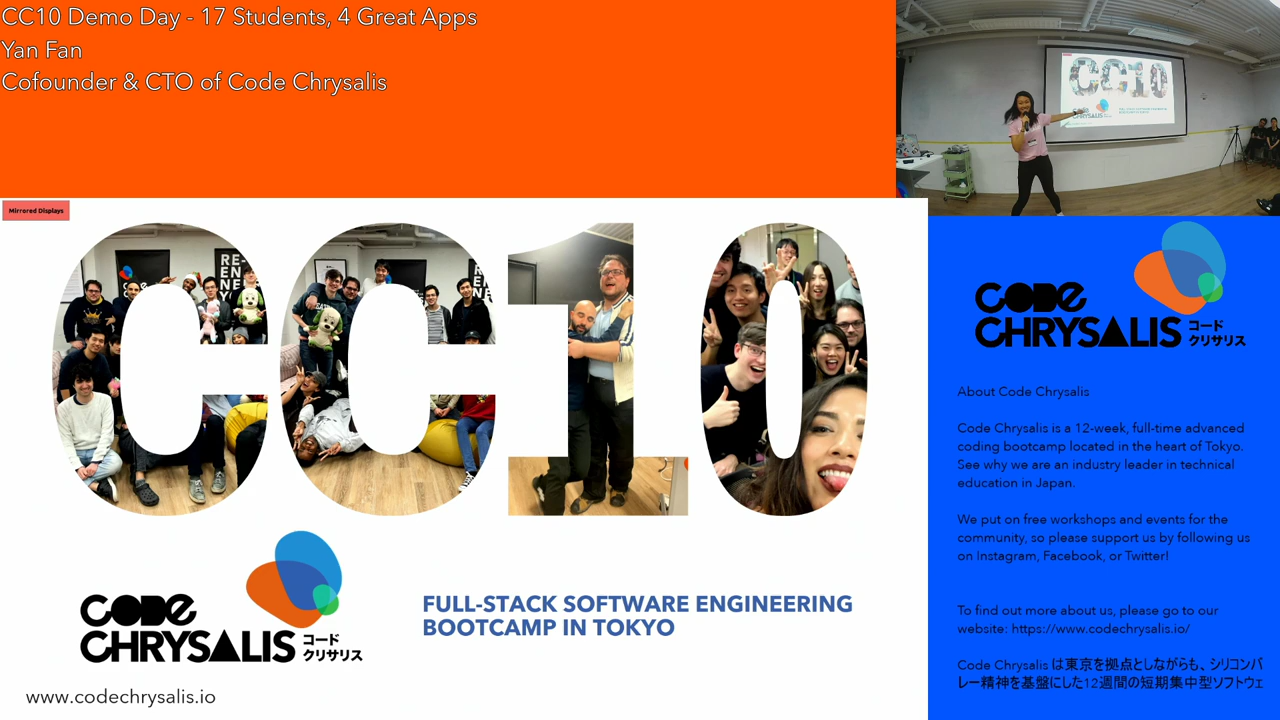 CC10 Demo Day - 17 Students, 4 Great Apps
Yan Fan
Cofounder & CTO of Code Chrysalis
Mirrored Displays
CC10
CODE
CHRYSALIS
コード
クリサリス
FULL-STACK SOFTWARE ENGINEERING
BOOTCAMP IN TOKYO
www.codechrysalis.io
CC10
CODE
CHRYSALIS
コード
クリサリス
About Code Chrysalis
Code Chrysalis is a 12-week, full-time advanced
coding bootcamp located in the heart of Tokyo.
See why we are an industry leader in technical
education in Japan.
We put on free workshops and events for the
community, so please support us by following us
on Instagram, Facebook, or Twitter!
To find out more about us, please go to our
website: https://www.codechrysalis.io/
Code Chrysalis は東京を拠点としながらも、シリコンバ
レー精神を基盤にした12週間の短期集中型ソフトウェ